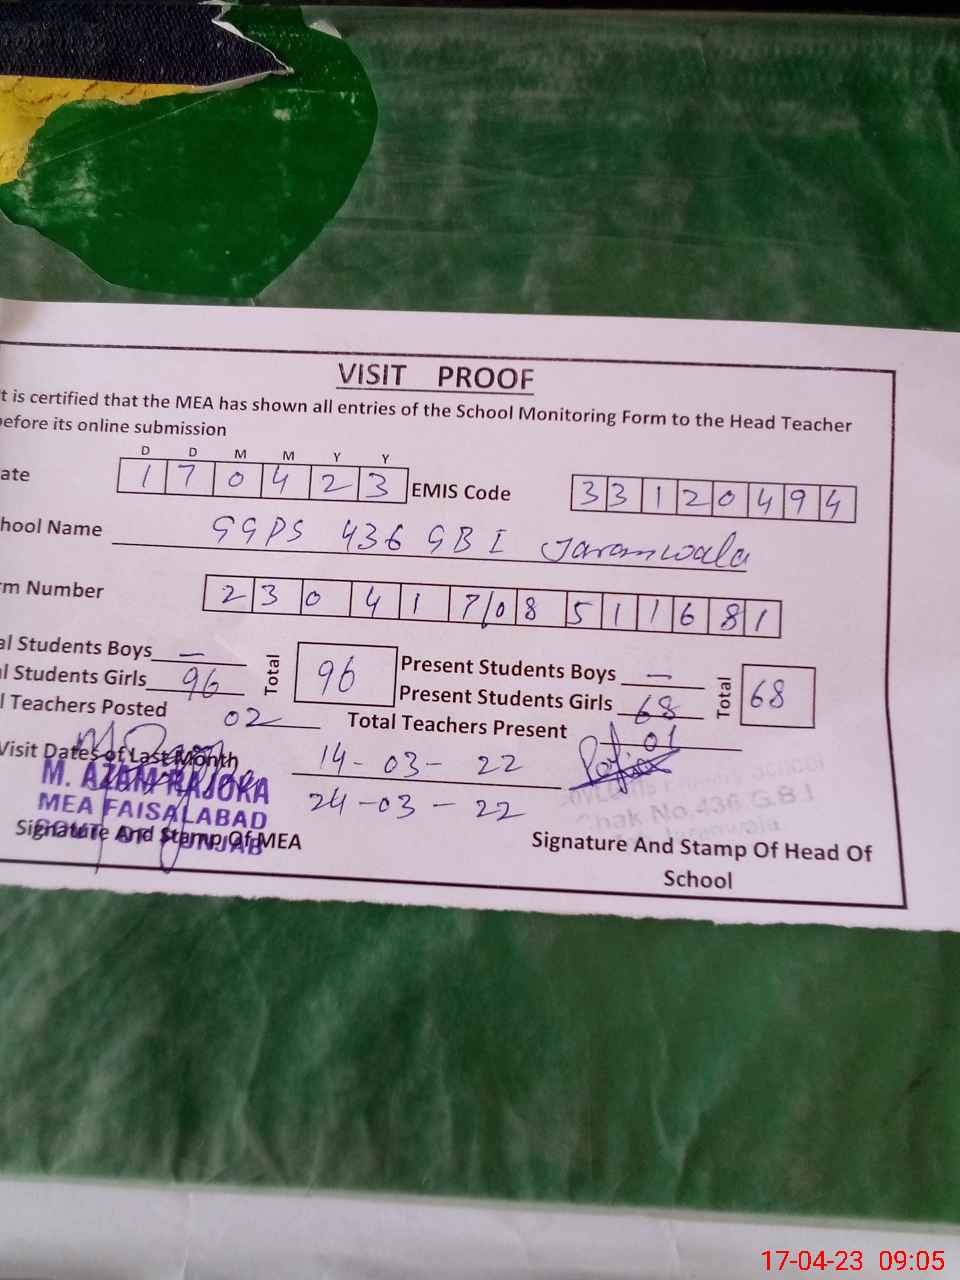 VISIT PROOF
t is certified that the MEA has shown all entries of the School Monitoring Form to the Head Teacher
efore its online submission
D D M M Y Y
ate 1 7 0 4 2 3 EMIS Code 3 3 1 2 0 4 9 4
hool Name GGPS 436 GB I Jaranwala
rm Number 2 3 0 4 1 7 0 8 5 1 1 6 8 1
al Students Boys — Total 96 Present Students Boys — Total 68
l Students Girls 96 Present Students Girls 68
l Teachers Posted 02 Total Teachers Present 01
Visit Dates of Last Month 14-03-22
24-03-22
M. AZAM RAJOKA
MEA FAISALABAD
GOVT. OF PUNJAB
School
Chak No.436 G.B.I
Jaranwala
Signature And Stamp Of MEA Signature And Stamp Of Head Of
School
17-04-23 09:05